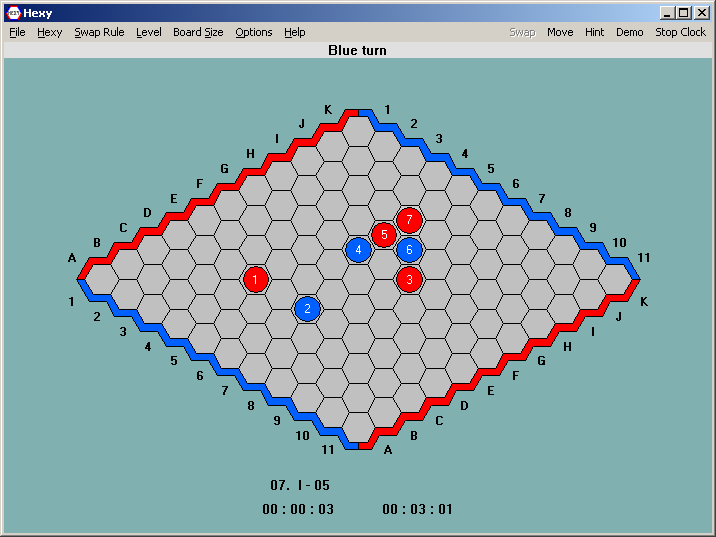 Hexy
File Hexy Swap Rule Level Board Size Options Help Swap Move Hint Demo Stop Clock
Blue turn
K 1
J 2
I 3
H 4
G 5
F 6
E 7
D 8
C 9
B 10
A 11
7
5
4 6
1 3
2
1 K
2 J
3 I
4 H
5 G
6 F
7 E
8 D
9 C
10 B
11 A
07. I - 05
00 : 00 : 03 00 : 03 : 01